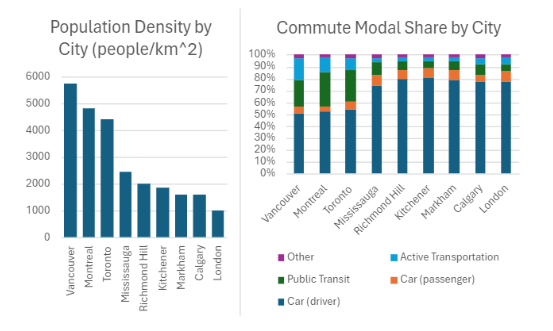 Population Density by
City (people/km^2)
6000
5000
4000
3000
2000
1000
0
Vancouver
Montreal
Toronto
Mississauga
Richmond Hill
Kitchener
Markham
Calgary
London
Commute Modal Share by City
100%
90%
80%
70%
60%
50%
40%
30%
20%
10%
0%
Vancouver
Montreal
Toronto
Mississauga
Richmond Hill
Kitchener
Markham
Calgary
London
Other
Active Transportation
Public Transit
Car (passenger)
Car (driver)